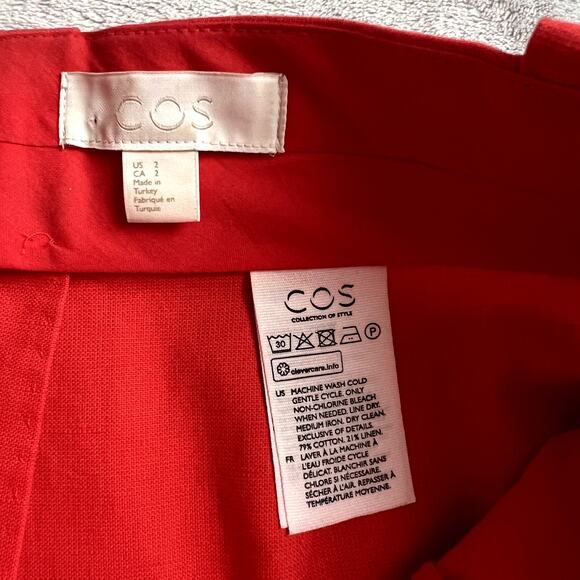 COS
US 2
CA 2
Made in
Turkey
Fabriqué en
Turquie
COS
COLLECTION OF STYLE
30 P
clevercare.info
US MACHINE WASH COLD
GENTLE CYCLE. ONLY
NON-CHLORINE BLEACH
WHEN NEEDED. LINE DRY.
MEDIUM IRON. DRY CLEAN.
EXCLUSIVE OF DETAILS.
79% COTTON. 21% LINEN.
FR LAVER À LA MACHINE À
L'EAU FROIDE CYCLE
DÉLICAT. BLANCHIR SANS
CHLORE SI NÉCESSAIRE.
SÉCHER À L'AIR. REPASSER À
TEMPÉRATURE MOYENNE.